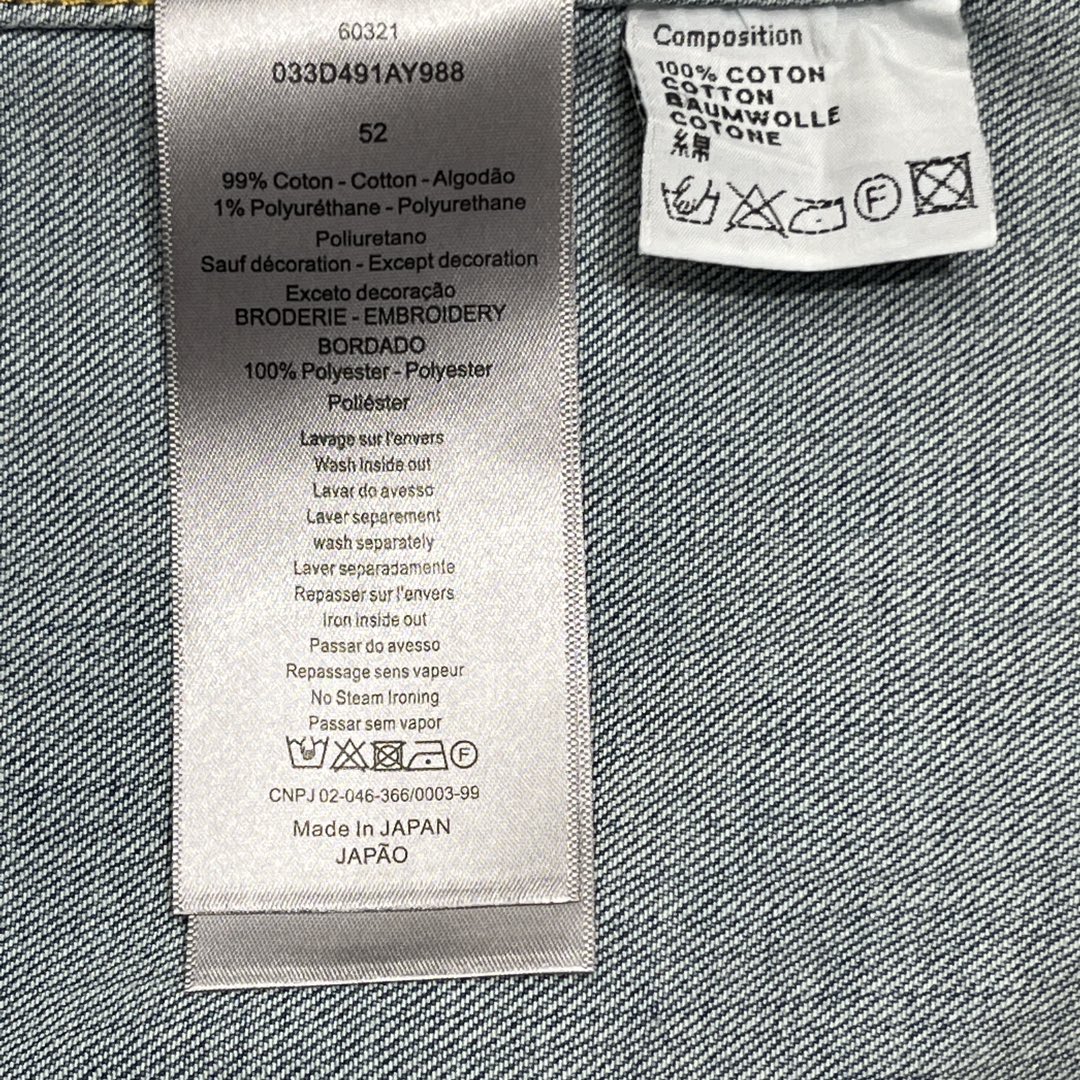 60321
033D491AY988
52
99% Coton - Cotton - Algodão
1% Polyuréthane - Polyurethane
Poliuretano
Sauf décoration - Except decoration
Exceto decoração
BRODERIE - EMBROIDERY
BORDADO
100% Polyester - Polyester
Poliéster
Lavage sur l'envers
Wash Inside out
Lavar do avesso
Laver separement
wash separately
Laver separadamente
Repasser sur l'envers
Iron inside out
Passar do avesso
Repassage sens vapeur
No Steam Ironing
Passar sem vapor
F
CNPJ 02-046-366/0003-99
Made In JAPAN
JAPÃO
Composition
100% COTON
COTTON
BAUMWOLLE
COTONE
綿
F